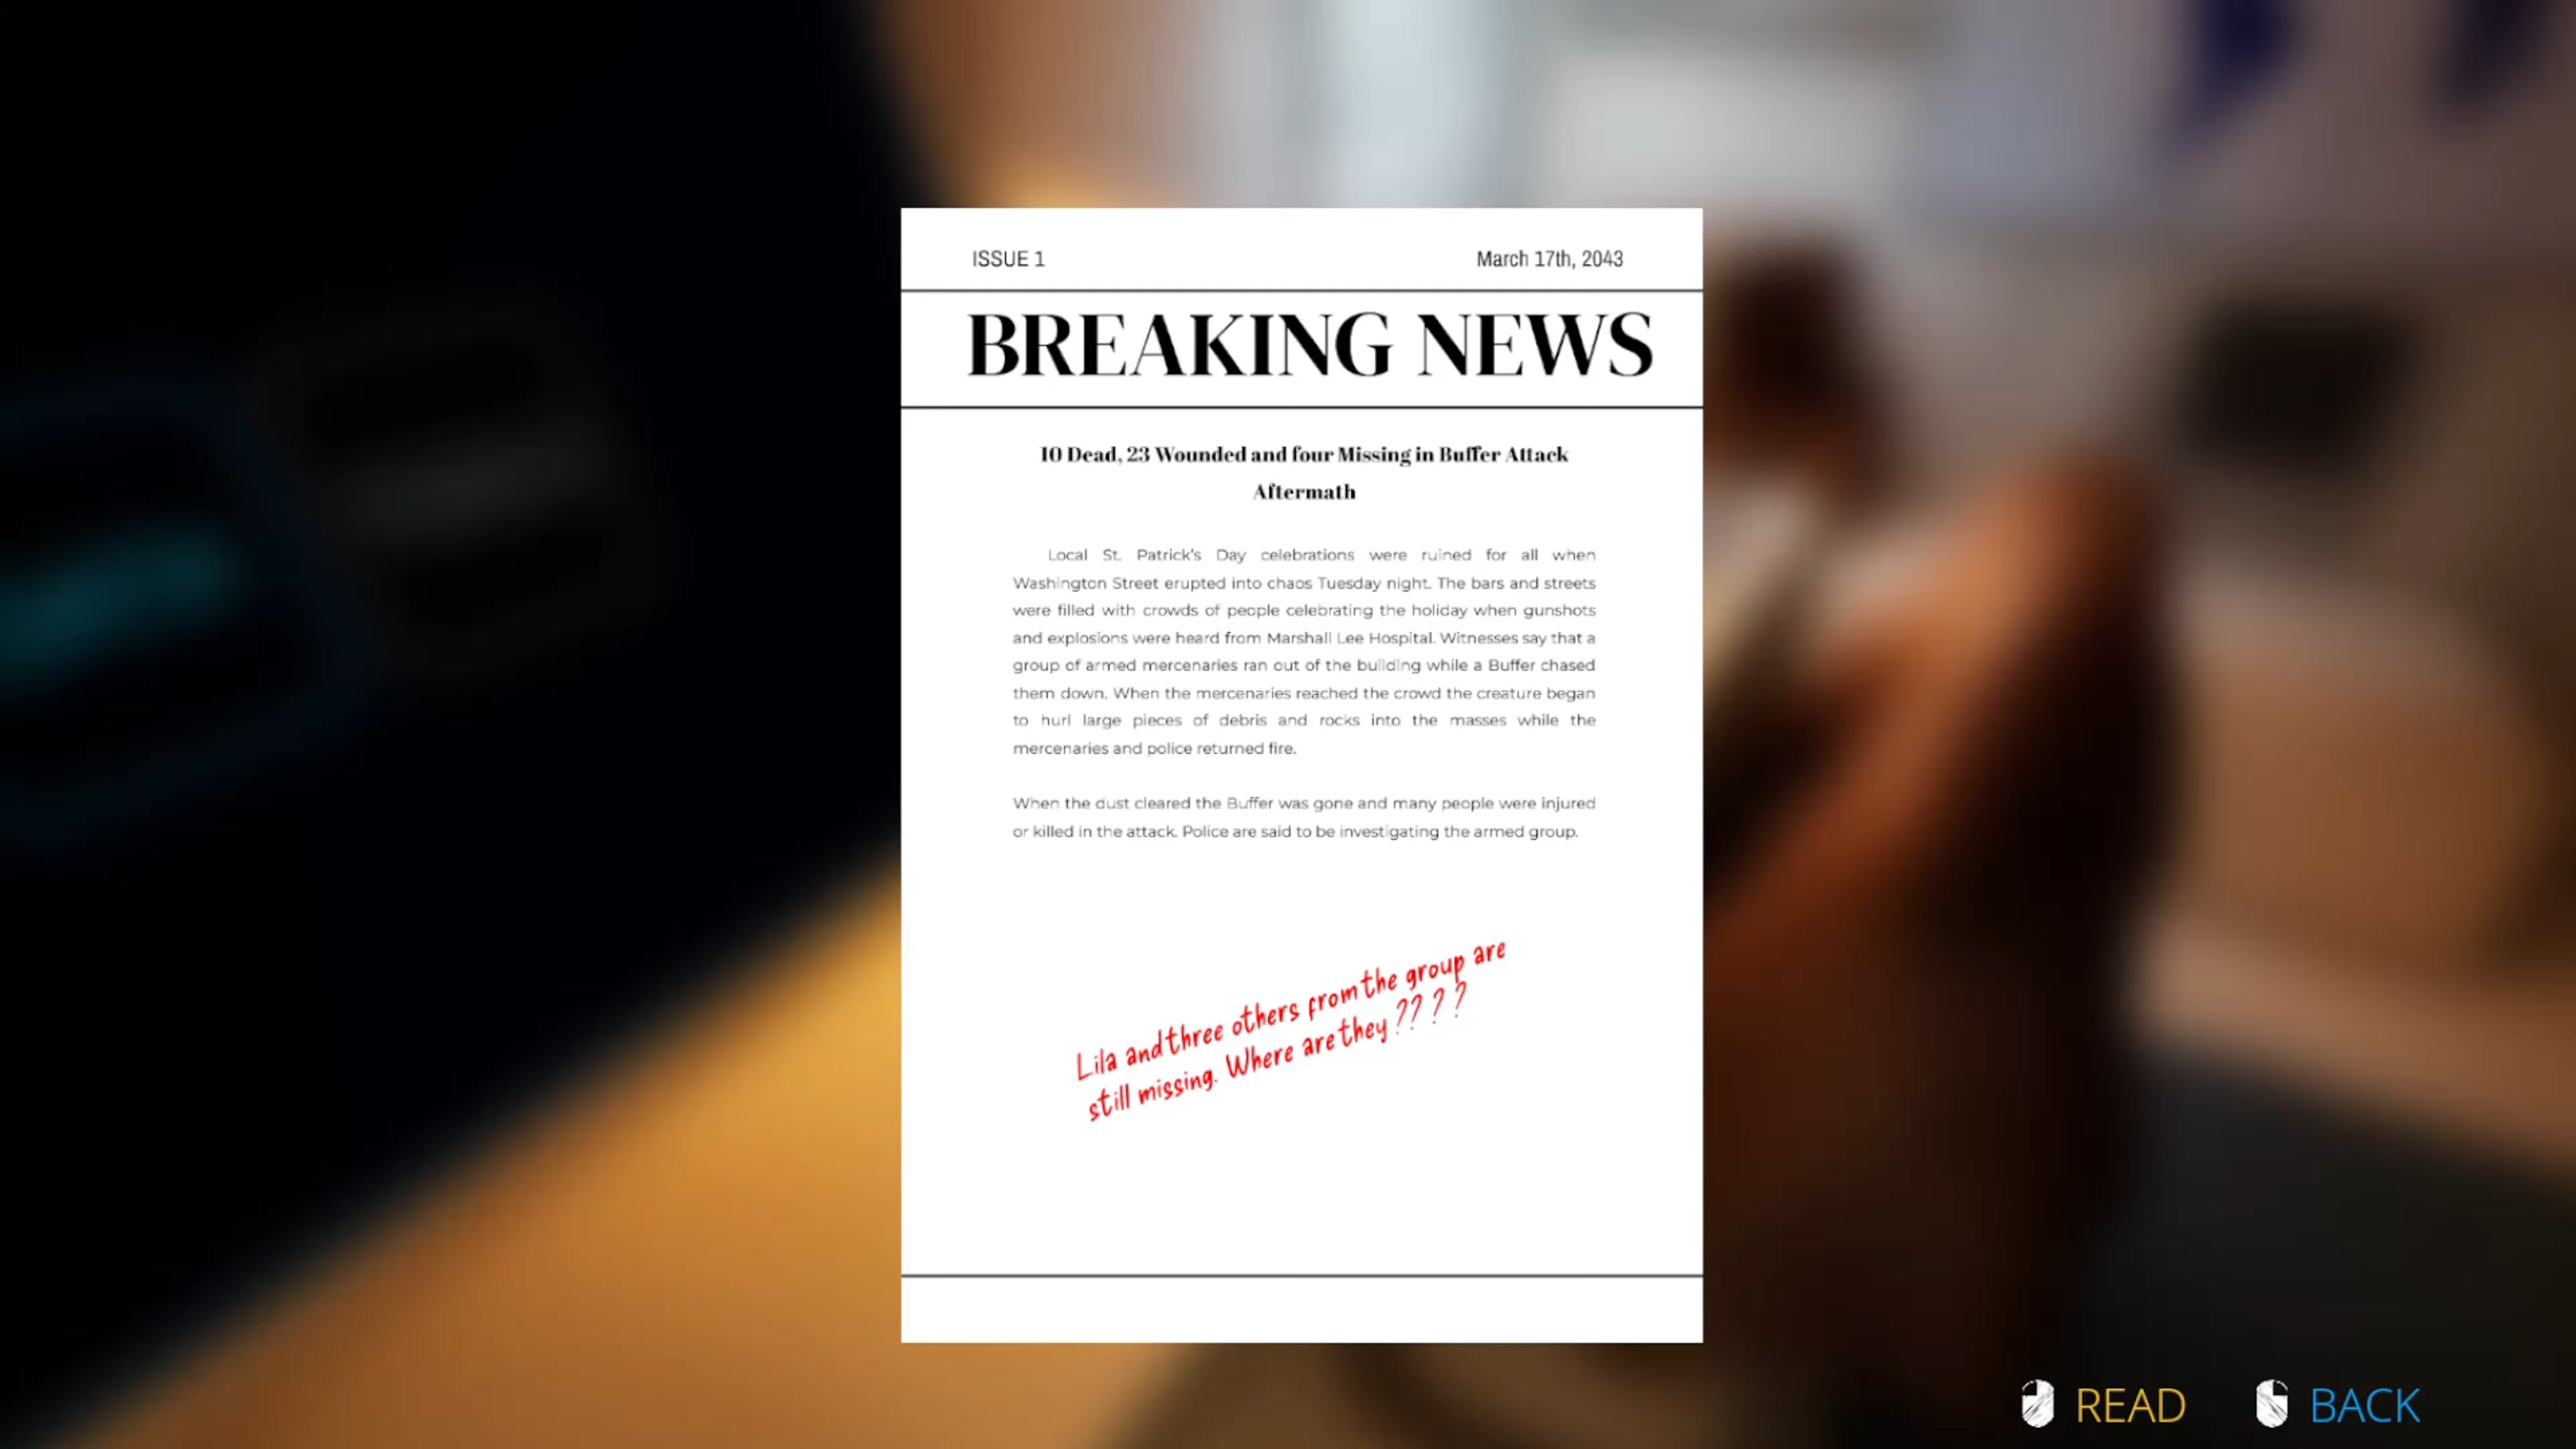 ISSUE 1 March 17th, 2043
BREAKING NEWS
10 Dead, 23 Wounded and four Missing in Buffer Attack
Aftermath
Local St. Patrick's Day celebrations were ruined for all when
Washington Street erupted into chaos Tuesday night. The bars and streets
were filled with crowds of people celebrating the holiday when gunshots
and explosions were heard from Marshall Lee Hospital. Witnesses say that a
group of armed mercenaries ran out of the building while a Buffer chased
them down. When the mercenaries reached the crowd the creature began
to hurl large pieces of debris and rocks into the masses while the
mercenaries and police returned fire.
When the dust cleared the Buffer was gone and many people were injured
or killed in the attack. Police are said to be investigating the armed group.
Lila and three others from the group are
still missing. Where are they ????
READ BACK